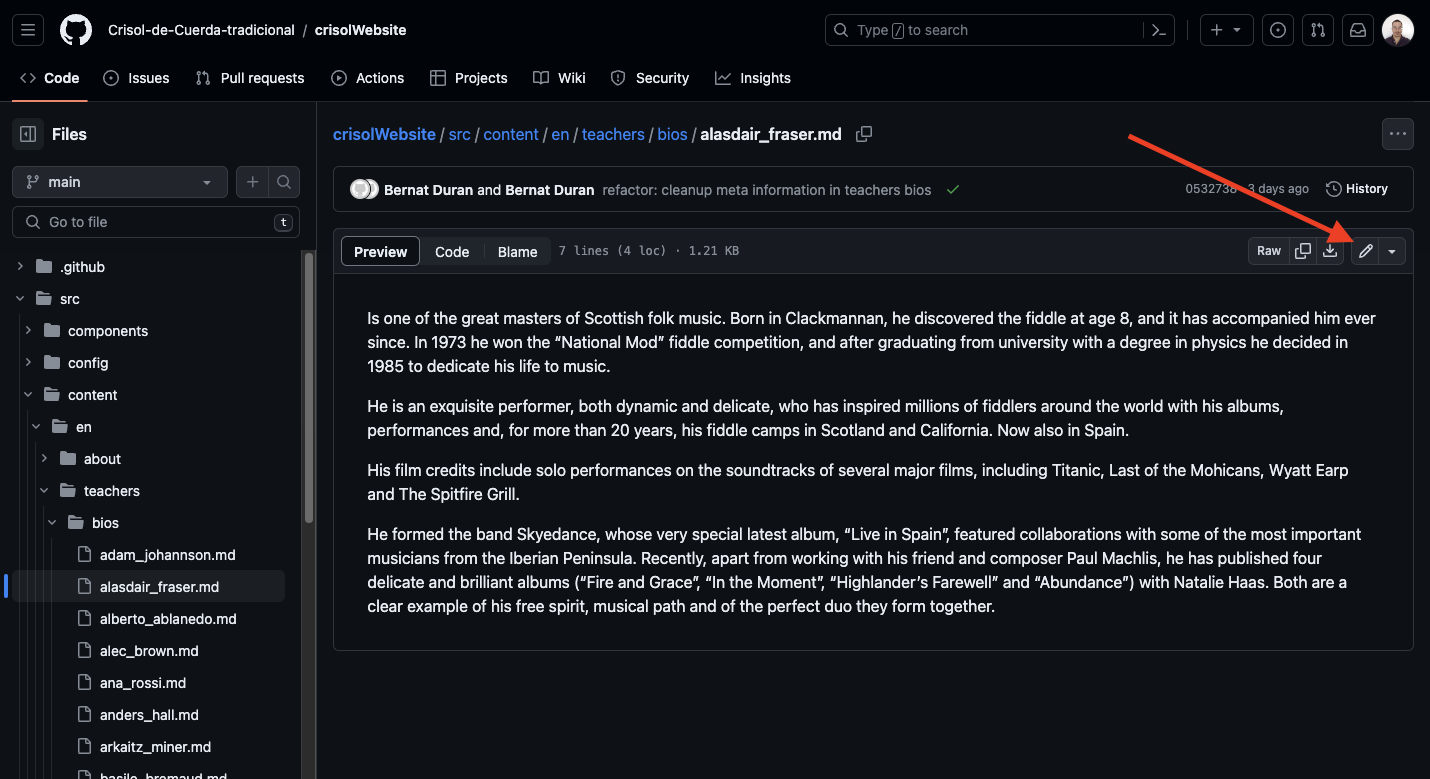 Crisol-de-Cuerda-tradicional / crisolWebsite
Type / to search
Code Issues Pull requests Actions Projects Wiki Security Insights
Files
main
Go to file t
.github
src
components
config
content
en
about
teachers
bios
adam_johannson.md
alasdair_fraser.md
alberto_ablanedo.md
alec_brown.md
ana_rossi.md
anders_hall.md
arkaitz_miner.md
basile_bremaud.md
crisolWebsite / src / content / en / teachers / bios / alasdair_fraser.md
Bernat Duran and Bernat Duran refactor: cleanup meta information in teachers bios
0532738 · 3 days ago History
Preview Code Blame 7 lines (4 loc) · 1.21 KB Raw
Is one of the great masters of Scottish folk music. Born in Clackmannan, he discovered the fiddle at age 8, and it has accompanied him ever
since. In 1973 he won the “National Mod” fiddle competition, and after graduating from university with a degree in physics he decided in
1985 to dedicate his life to music.
He is an exquisite performer, both dynamic and delicate, who has inspired millions of fiddlers around the world with his albums,
performances and, for more than 20 years, his fiddle camps in Scotland and California. Now also in Spain.
His film credits include solo performances on the soundtracks of several major films, including Titanic, Last of the Mohicans, Wyatt Earp
and The Spitfire Grill.
He formed the band Skyedance, whose very special latest album, “Live in Spain”, featured collaborations with some of the most important
musicians from the Iberian Peninsula. Recently, apart from working with his friend and composer Paul Machlis, he has published four
delicate and brilliant albums (“Fire and Grace”, “In the Moment”, “Highlander’s Farewell” and “Abundance”) with Natalie Haas. Both are a
clear example of his free spirit, musical path and of the perfect duo they form together.